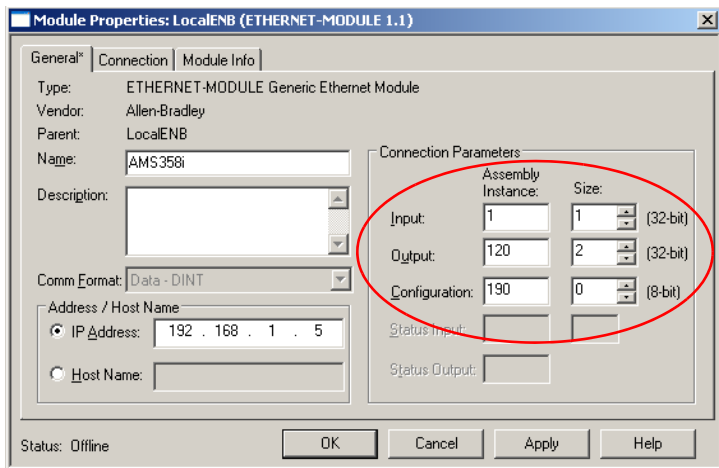 Module Properties: LocalENB (ETHERNET-MODULE 1.1)
General* Connection Module Info
Type: ETHERNET-MODULE Generic Ethernet Module
Vendor: Allen-Bradley
Parent: LocalENB
Name: AMS358i
Description:
Comm Format: Data - DINT
Address / Host Name
IP Address: 192 . 168 . 1 . 5
Host Name:
Connection Parameters
Assembly
Instance: Size:
Input: 1 1 (32-bit)
Output: 120 2 (32-bit)
Configuration: 190 0 (8-bit)
Status Input:
Status Output:
Status: Offline
OK Cancel Apply Help